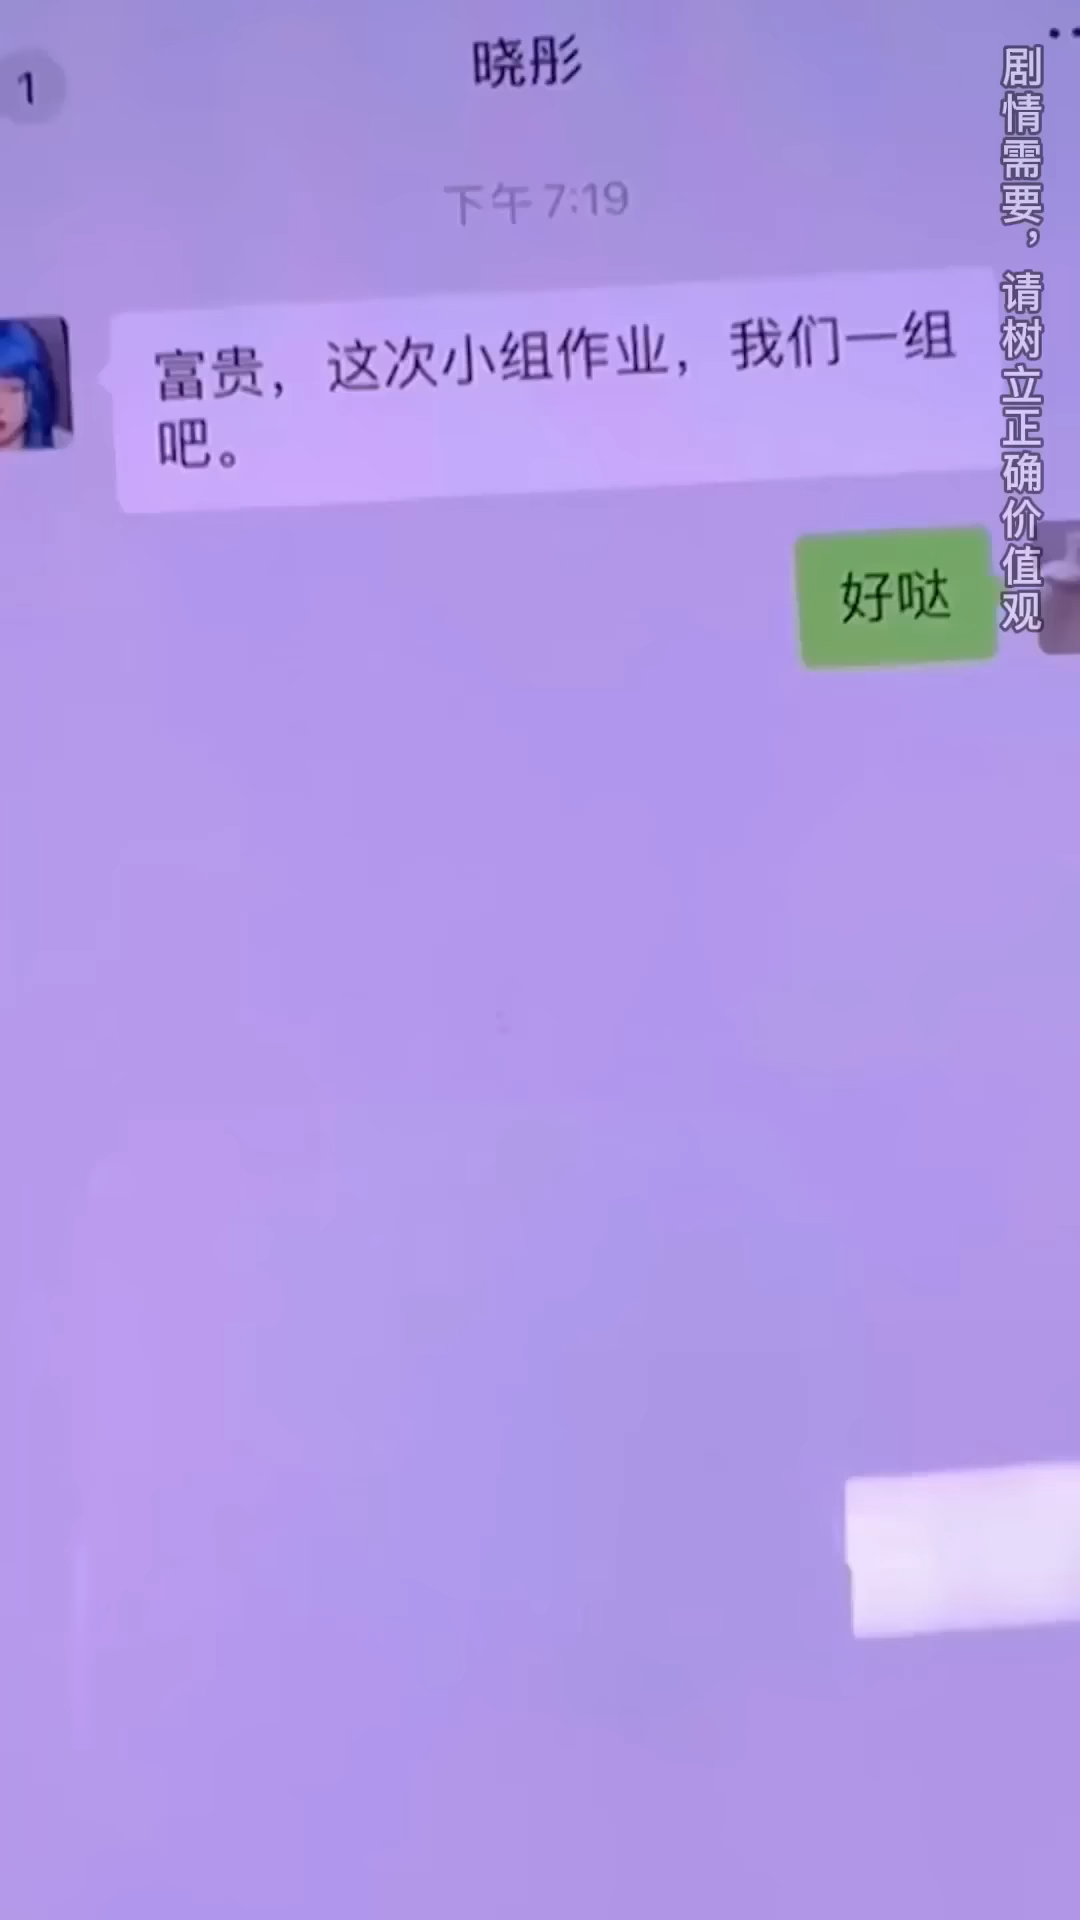 1
晓彤
下午 7:19
富贵，这次小组作业，我们一组
吧。
好哒
剧情需要，请树立正确价值观